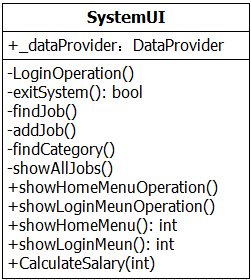 SystemUI
+_dataProvider：DataProvider
-LoginOperation()
-exitSystem(): bool
-findJob()
-addJob()
-findCategory()
-showAllJobs()
+showHomeMenuOperation()
+showLoginMeunOperation()
+showHomeMenu(): int
+showLoginMeun(): int
+CalculateSalary(int)